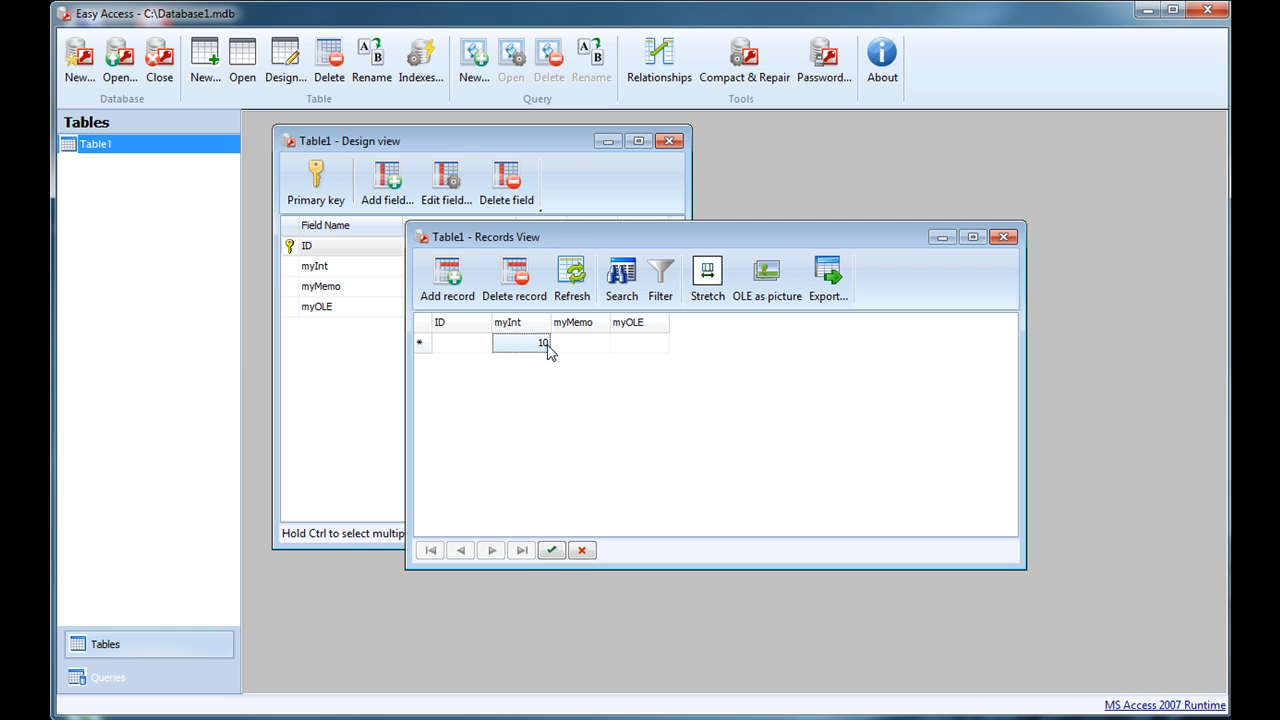 Easy Access - C:\Database1.mdb
New... Open... Close New... Open Design... Delete Rename Indexes... New... Open Delete Rename Relationships Compact & Repair Password... About
Database Table Query Tools
Tables
Table1
Table1 - Design view
Primary key Add field... Edit field... Delete field
Field Name
ID
myInt
myMemo
myOLE
Hold Ctrl to select multip
Table1 - Records View
Add record Delete record Refresh Search Filter Stretch OLE as picture Export...
ID myInt myMemo myOLE
* 10
Tables
Queries
MS Access 2007 Runtime